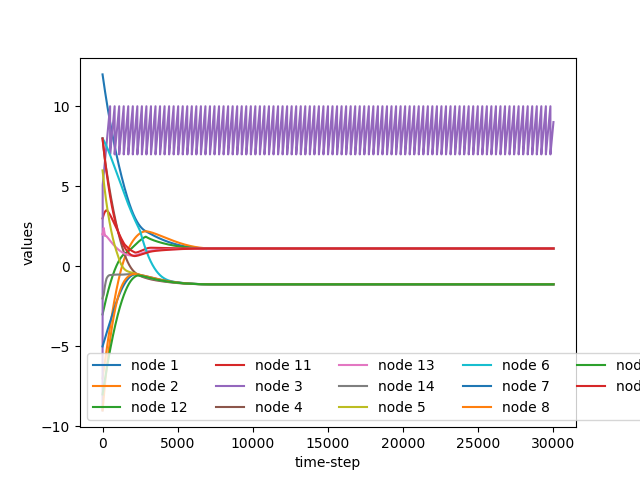 10
5
0
−5
−10
values
node 1 node 11 node 13 node 6
node 2 node 3 node 14 node 7
node 12 node 4 node 5 node 8
0 5000 10000 15000 20000 25000 30000
time-step